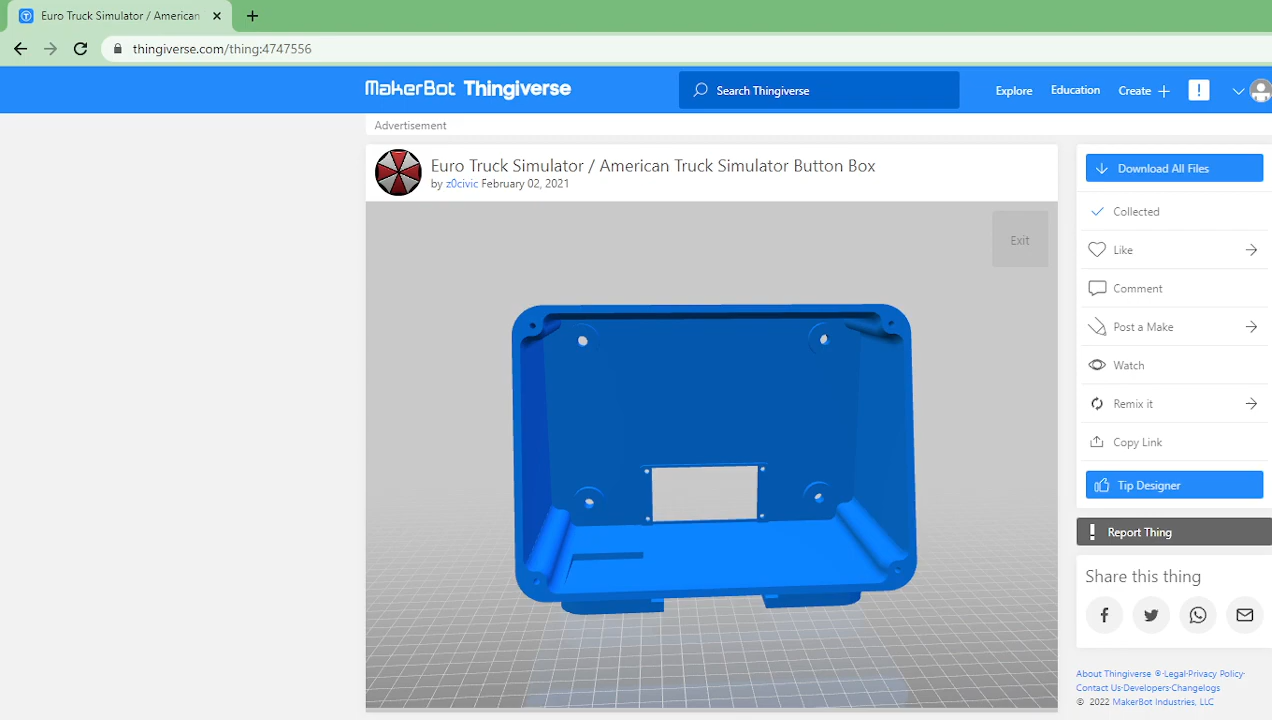 Euro Truck Simulator / American
thingiverse.com/thing:4747556
MakerBot Thingiverse
Search Thingiverse
Explore
Education
Create
Advertisement
Euro Truck Simulator / American Truck Simulator Button Box
by z0civic February 02, 2021
Exit
Download All Files
Collected
Like
Comment
Post a Make
Watch
Remix it
Copy Link
Tip Designer
Report Thing
Share this thing
About Thingiverse ®·Legal·Privacy Policy·
Contact Us·Developers·Changelogs
© 2022 MakerBot Industries, LLC